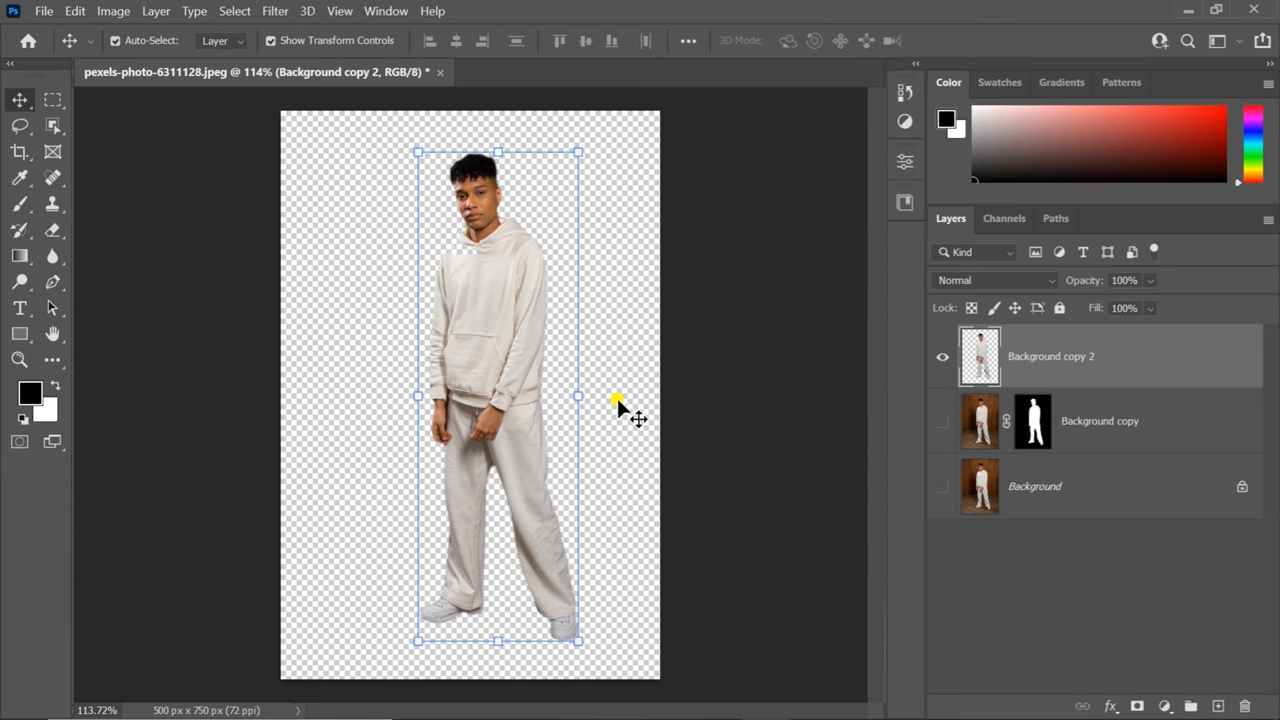 Ps File Edit Image Layer Type Select Filter 3D View Window Help
Auto-Select: Layer Show Transform Controls 3D Mode:
pexels-photo-6311128.jpeg @ 114% (Background copy 2, RGB/8) *
Color Swatches Gradients Patterns
Layers Channels Paths
Kind
Normal Opacity: 100%
Lock: Fill: 100%
Background copy 2
Background copy
Background
113.72% 500 px x 750 px (72 ppi)
fx